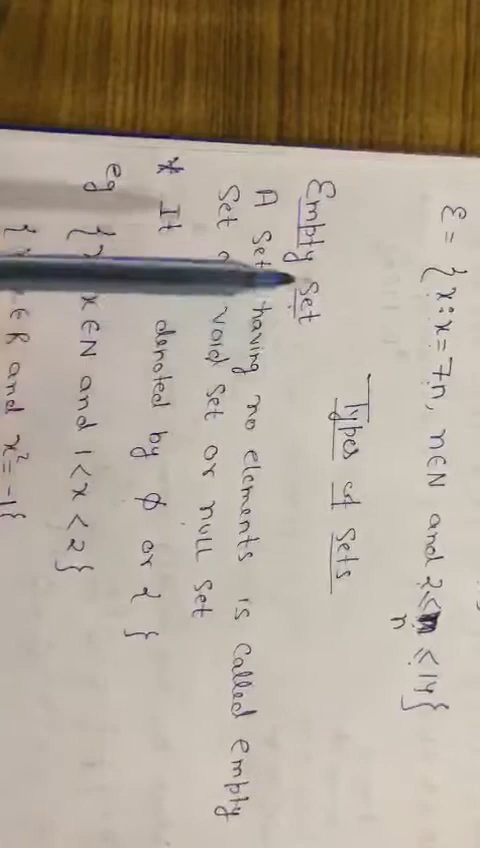 ε = {x : x = 7n, n∈N and 2 < n ≤ 14}
Types of Sets
Empty Set
A Set having no elements is called empty
Set void Set or null Set
* It denoted by ϕ or { }
eg { x∈N and 1 < x < 2}
{ ∈R and x² = -1}